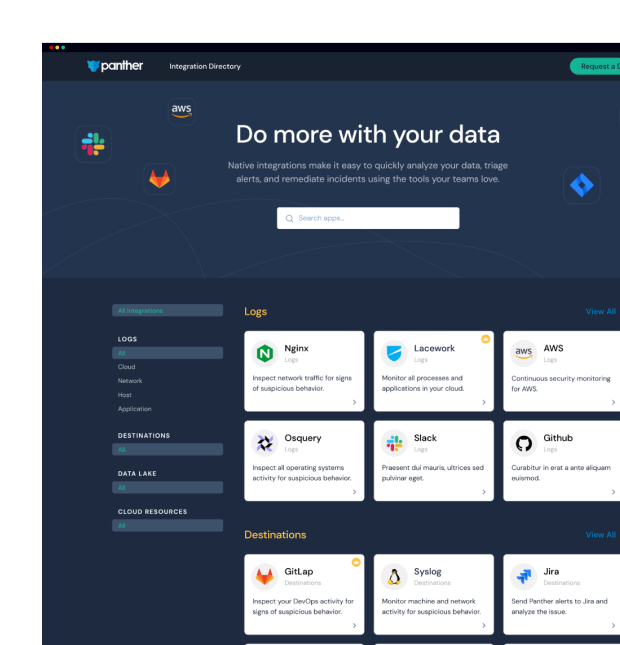 panther
Integration Directory
Request a D
aws
Do more with your data
Native integrations make it easy to quickly analyze your data, triage
alerts, and remediate incidents using the tools your teams love.
Search apps...
All Integrations
LOGS
All
Cloud
Network
Host
Application
DESTINATIONS
All
DATA LAKE
All
CLOUD RESOURCES
All
Logs
View All
Nginx
Logs
Inspect network traffic for signs
of suspicious behavior.
Lacework
Logs
Monitor all processes and
applications in your cloud.
aws
AWS
Logs
Continuous security monitoring
for AWS.
Osquery
Logs
Inspect all operating systems
activity for suspicious behavior.
Slack
Logs
Praesent dui mauris, ultrices sed
pulvinar eget.
Github
Logs
Curabitur in erat a ante aliquam
euismod.
Destinations
View All
GitLap
Destinations
Inspect your DevOps activity for
signs of suspicious behavior.
Syslog
Destinations
Monitor machine and network
activity for suspicious behavior.
Jira
Destinations
Send Panther alerts to Jira and
analyze the issue.